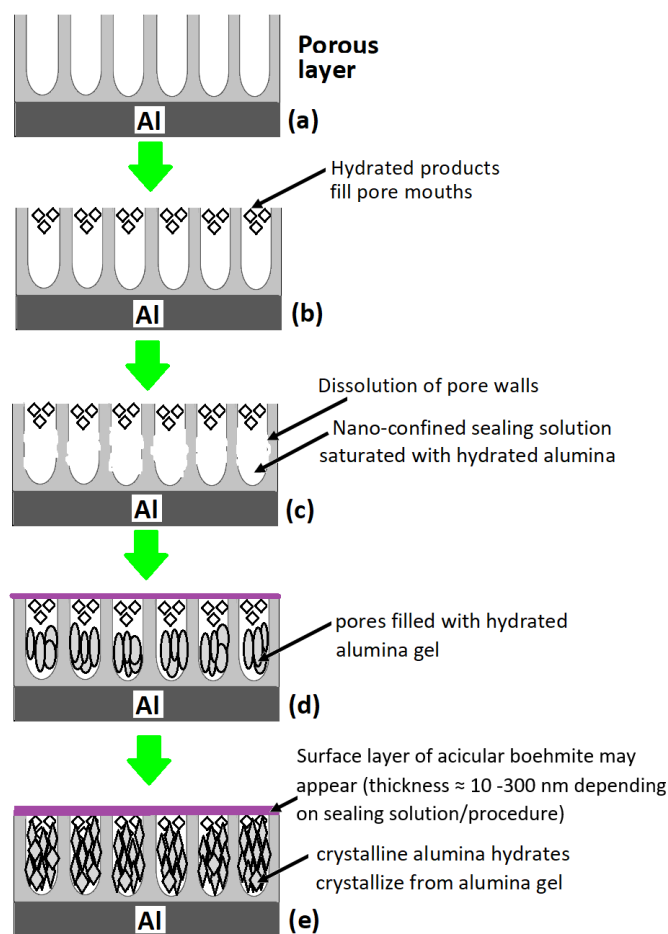 Porous
layer
Al
(a)
Hydrated products
fill pore mouths
Al
(b)
Dissolution of pore walls
Nano-confined sealing solution
saturated with hydrated alumina
Al
(c)
pores filled with hydrated
alumina gel
Al
(d)
Surface layer of acicular boehmite may
appear (thickness ≈ 10 -300 nm depending
on sealing solution/procedure)
crystalline alumina hydrates
crystallize from alumina gel
Al
(e)